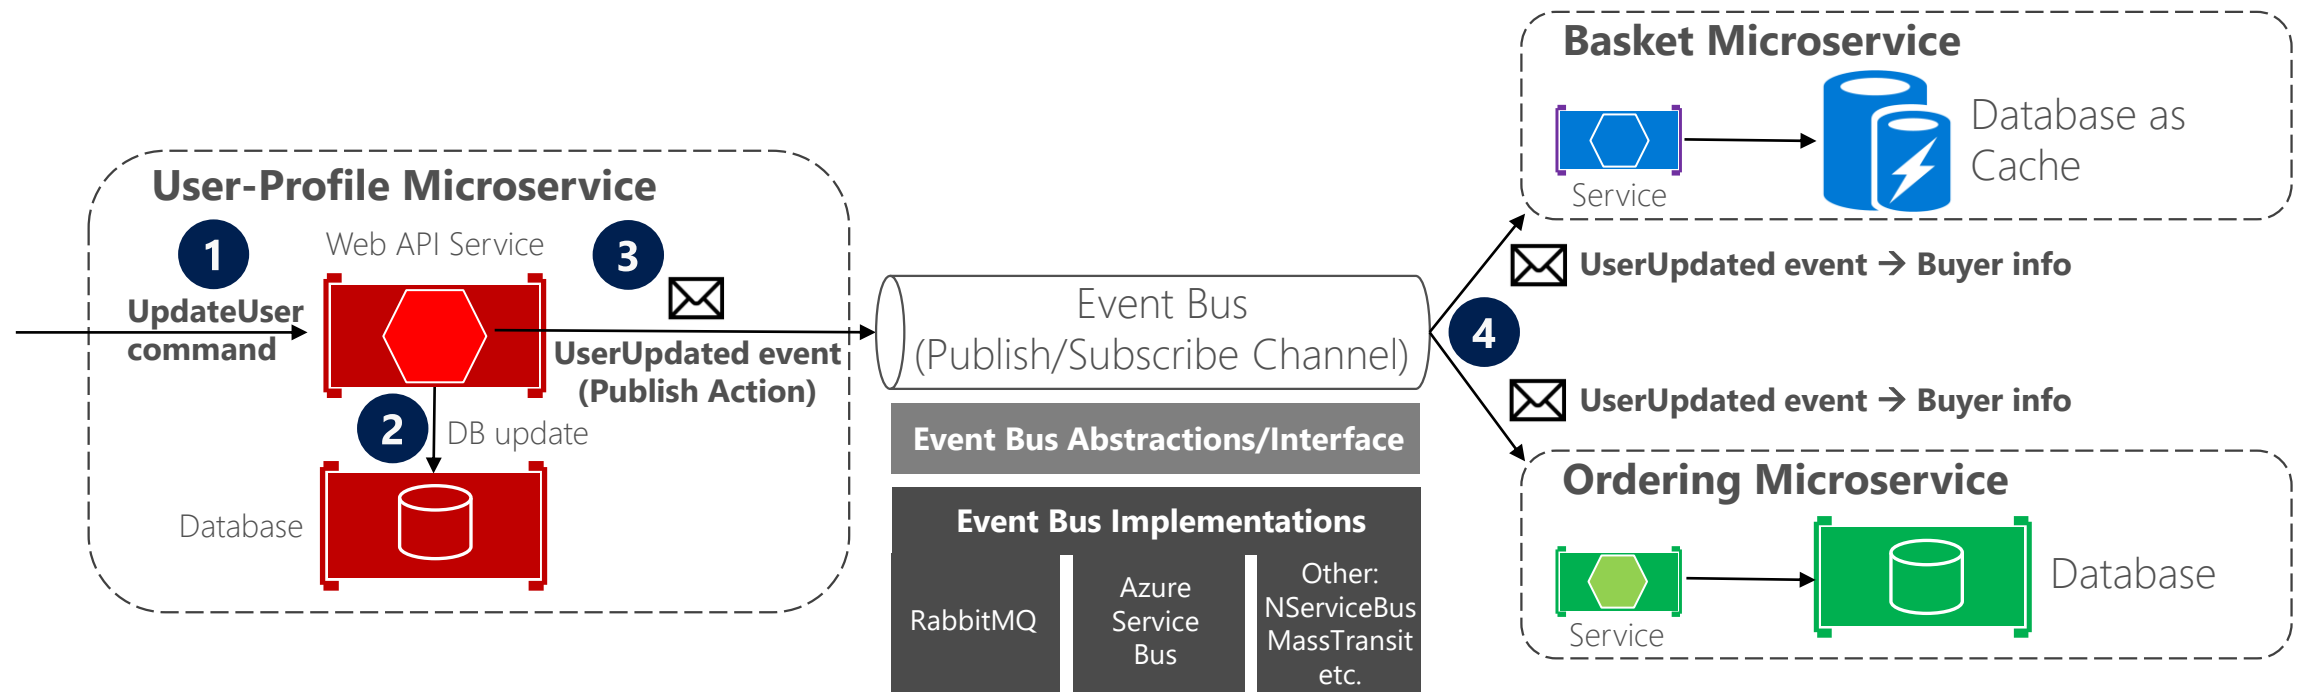 User-Profile Microservice
1
Web API Service
3
UpdateUser
command
UserUpdated event
(Publish Action)
2
DB update
Database
Event Bus
(Publish/Subscribe Channel)
Event Bus Abstractions/Interface
Event Bus Implementations
RabbitMQ
Azure
Service
Bus
Other:
NServiceBus
MassTransit
etc.
4
Basket Microservice
Service
Database as
Cache
UserUpdated event → Buyer info
UserUpdated event → Buyer info
Ordering Microservice
Service
Database